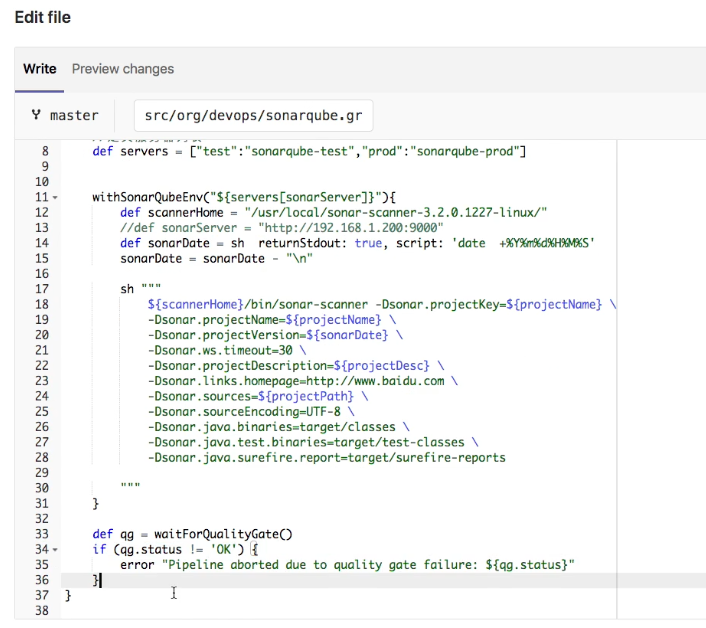 Edit file
Write Preview changes
master src/org/devops/sonarqube.gr
8 def servers = ["test":"sonarqube-test","prod":"sonarqube-prod"]
9
10
11 withSonarQubeEnv("${servers[sonarServer]}"){
12 def scannerHome = "/usr/local/sonar-scanner-3.2.0.1227-linux/"
13 //def sonarServer = "http://192.168.1.200:9000"
14 def sonarDate = sh returnStdout: true, script: 'date +%Y%m%d%H%M%S'
15 sonarDate = sonarDate - "\n"
16
17 sh """
18 ${scannerHome}/bin/sonar-scanner -Dsonar.projectKey=${projectName} \
19 -Dsonar.projectName=${projectName} \
20 -Dsonar.projectVersion=${sonarDate} \
21 -Dsonar.ws.timeout=30 \
22 -Dsonar.projectDescription=${projectDesc} \
23 -Dsonar.links.homepage=http://www.baidu.com \
24 -Dsonar.sources=${projectPath} \
25 -Dsonar.sourceEncoding=UTF-8 \
26 -Dsonar.java.binaries=target/classes \
27 -Dsonar.java.test.binaries=target/test-classes \
28 -Dsonar.java.surefire.report=target/surefire-reports
29
30 """
31 }
32
33 def qg = waitForQualityGate()
34 if (qg.status != 'OK') {
35 error "Pipeline aborted due to quality gate failure: ${qg.status}"
36 }
37 }
38